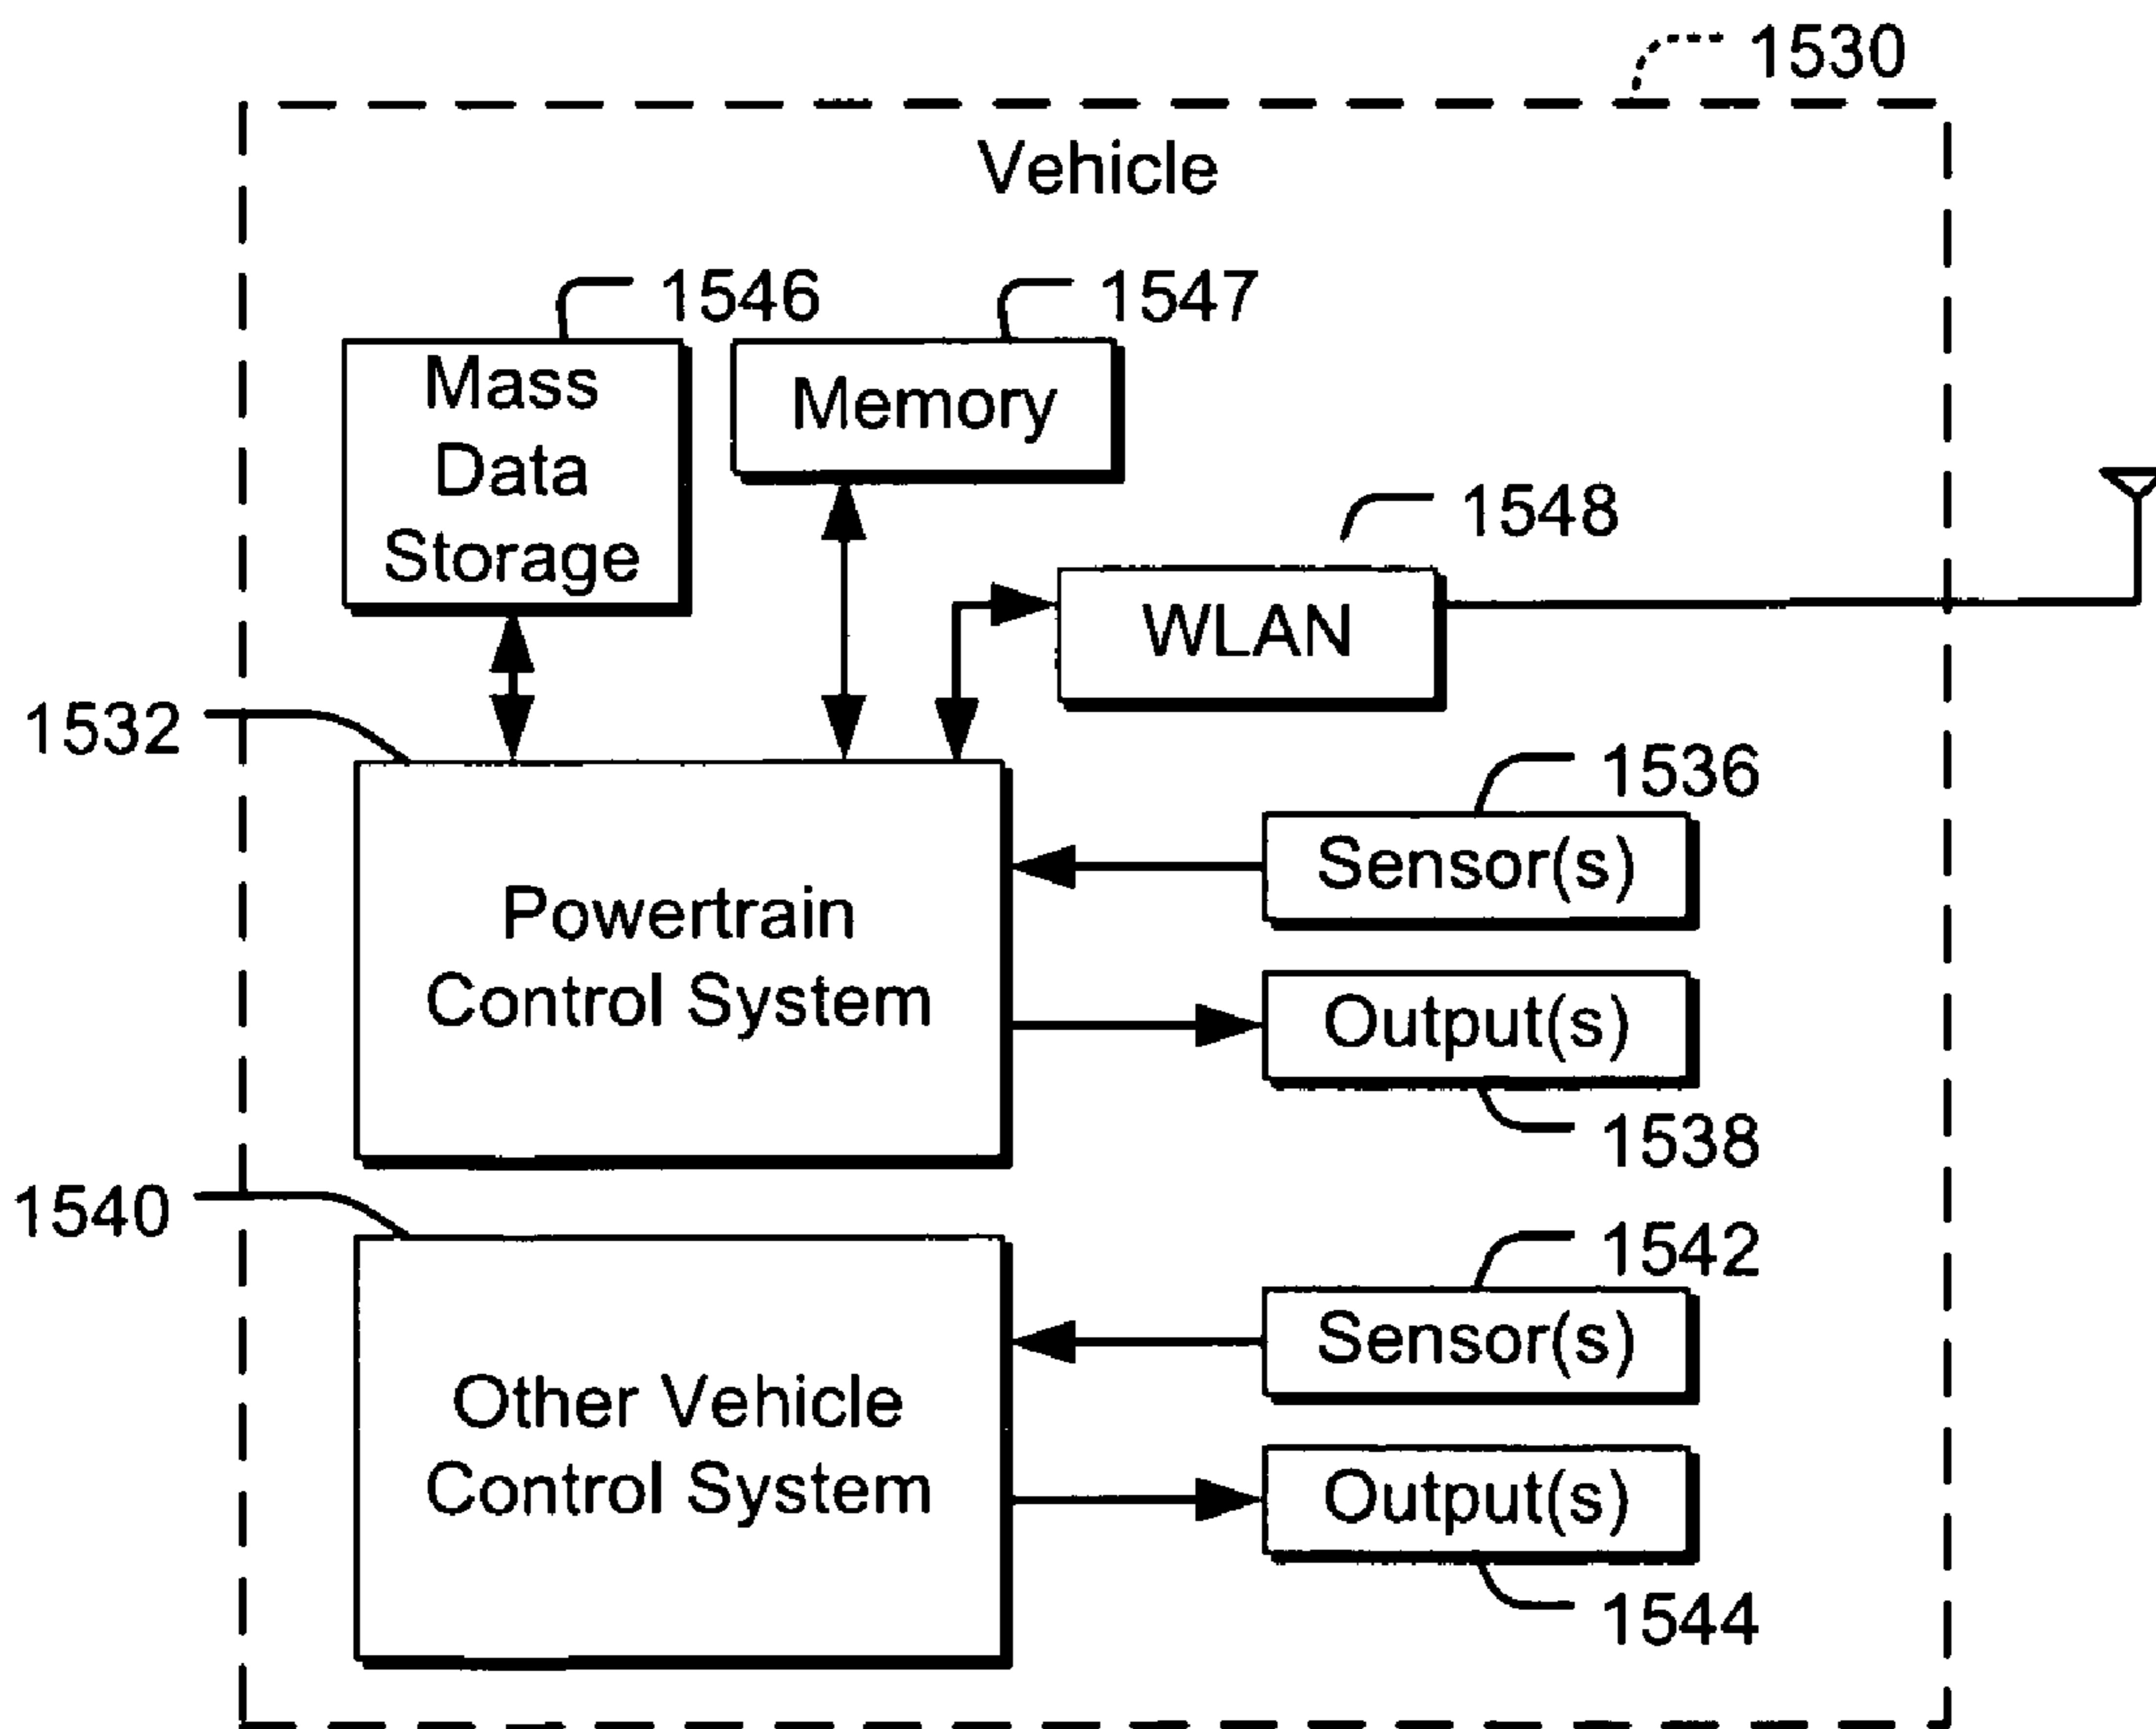 1530
Vehicle
1546
1547
Mass
Data
Storage
Memory
1548
WLAN
1532
1536
Sensor(s)
Powertrain
Control System
Output(s)
1538
1540
1542
Sensor(s)
Other Vehicle
Control System
Output(s)
1544